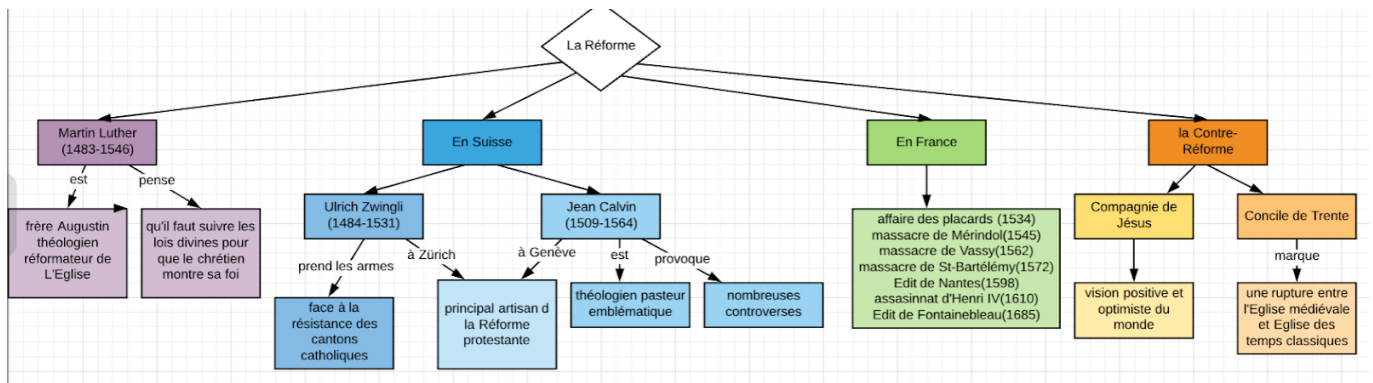 La Réforme
Martin Luther
(1483-1546)
En Suisse
En France
la Contre-
Réforme
est
pense
frère Augustin
théologien
réformateur de
L'Eglise
qu'il faut suivre les
lois divines pour
que le chrétien
montre sa foi
Ulrich Zwingli
(1484-1531)
Jean Calvin
(1509-1564)
prend les armes
à Zürich
à Genève
est
provoque
face à la
résistance des
cantons
catholiques
principal artisan d
la Réforme
protestante
théologien pasteur
emblématique
nombreuses
controverses
affaire des placards (1534)
massacre de Mérindol(1545)
massacre de Vassy(1562)
massacre de St-Bartélémy(1572)
Edit de Nantes(1598)
assasinnat d'Henri IV(1610)
Edit de Fontainebleau(1685)
Compagnie de
Jésus
Concile de Trente
marque
vision positive et
optimiste du
monde
une rupture entre
l'Eglise médiévale
et Eglise des
temps classiques